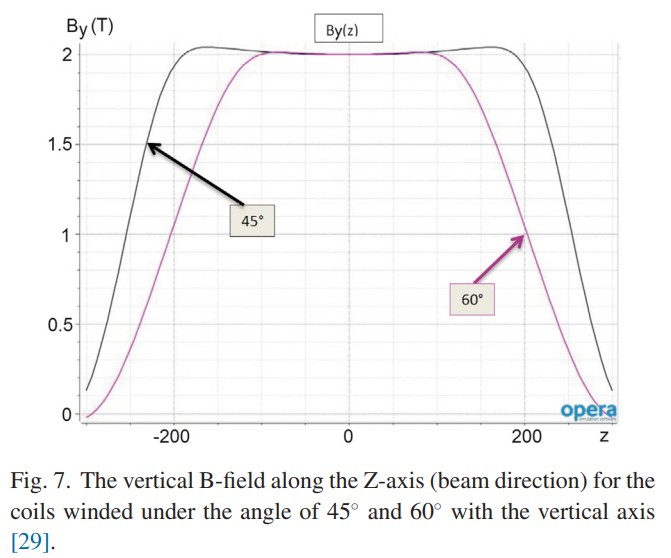 By (T)
By(z)
2
1.5
45°
1
60°
0.5
opera
0
-200
0
200
z
Fig. 7. The vertical B-field along the Z-axis (beam direction) for the
coils winded under the angle of 45° and 60° with the vertical axis
[29].